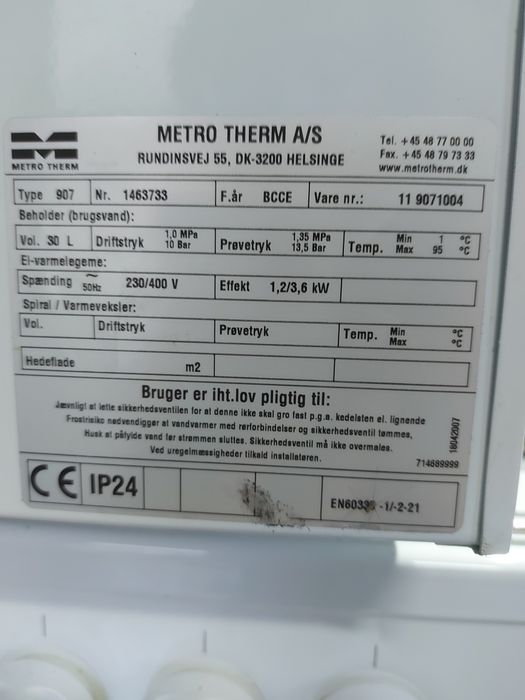 METRO THERM
METRO THERM A/S
RUNDINSVEJ 55, DK-3200 HELSINGE
Tel. +45 48 77 00 00
Fax. +45 48 79 73 33
www.metrotherm.dk
Type 907 Nr. 1463733 F.år BCCE Vare nr.: 11 9071004
Beholder (brugsvand):
Vol. 30 L Driftstryk 1,0 MPa 10 Bar Prøvetryk 1,35 MPa 13,5 Bar Temp. Min 1 °C Max 95 °C
El-varmelegeme:
Spænding ~ 50Hz 230/400 V Effekt 1,2/3,6 kW
Spiral / Varmeveksler:
Vol. Driftstryk Prøvetryk Temp. Min °C Max °C
Hedeflade m2
Bruger er iht.lov pligtig til:
Jævnligt at lette sikkerhedsventilen for at denne ikke skal gro fast p.g.a. kedelsten el. lignende
Frostrisiko nødvendiggør at vandvarmer med rørforbindelser og sikkerhedsventil tømmes,
Husk at påfylde vand før strømmen sluttes. Sikkerhedsventil må ikke overmales.
Ved uregelmæssigheder tilkald installatøren.
18042007
714889999
CE IP24 EN60335 -1/-2-21